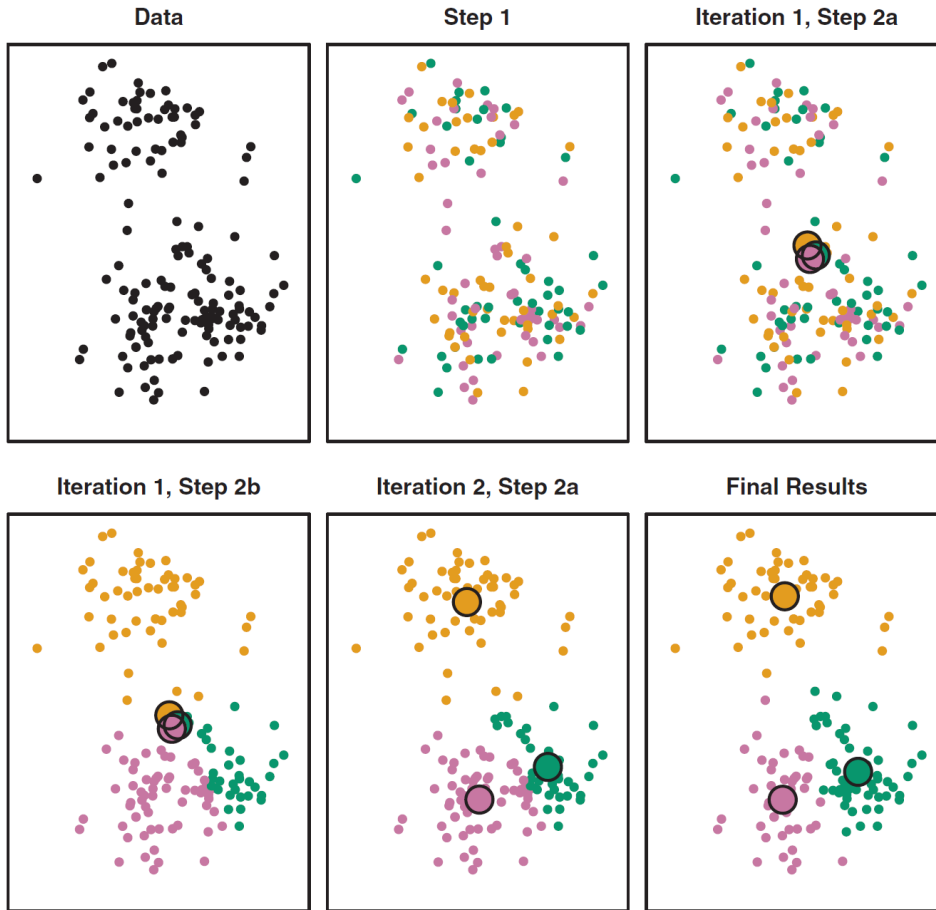 Data
Step 1
Iteration 1, Step 2a
Iteration 1, Step 2b
Iteration 2, Step 2a
Final Results